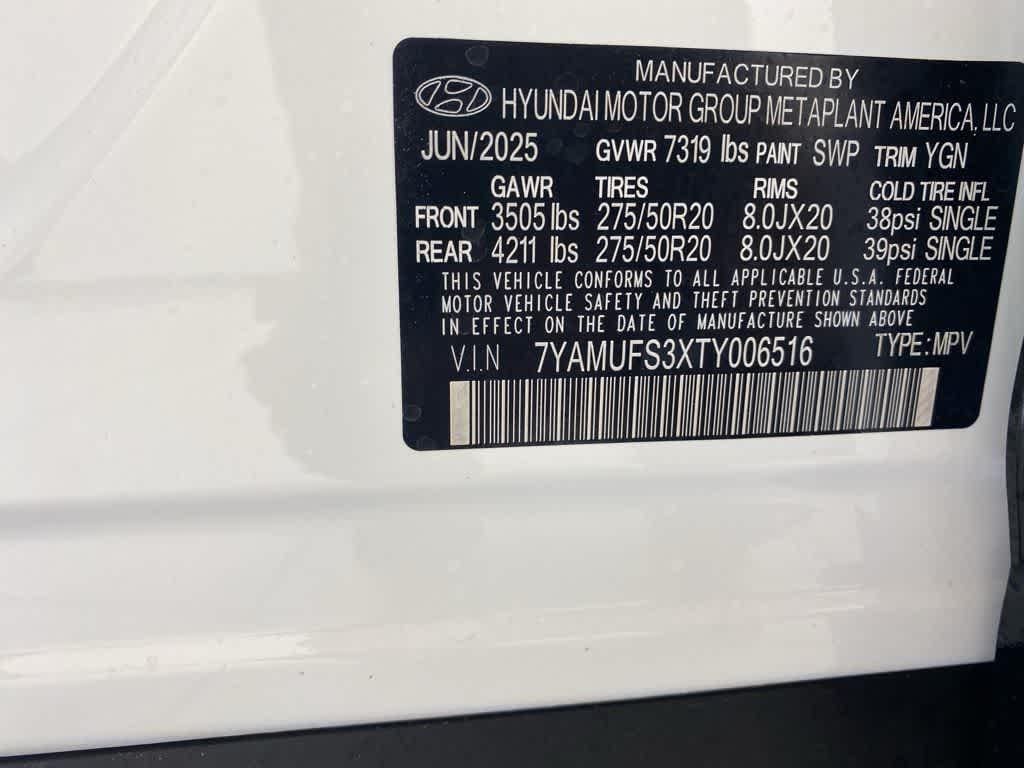 MANUFACTURED BY
HYUNDAI MOTOR GROUP METAPLANT AMERICA, LLC
JUN/2025 GVWR 7319 lbs PAINT SWP TRIM YGN
GAWR TIRES RIMS COLD TIRE INFL
FRONT 3505 lbs 275/50R20 8.0JX20 38psi SINGLE
REAR 4211 lbs 275/50R20 8.0JX20 39psi SINGLE
THIS VEHICLE CONFORMS TO ALL APPLICABLE U.S.A. FEDERAL
MOTOR VEHICLE SAFETY AND THEFT PREVENTION STANDARDS
IN EFFECT ON THE DATE OF MANUFACTURE SHOWN ABOVE
V.I.N 7YAMUFS3XTY006516 TYPE:MPV